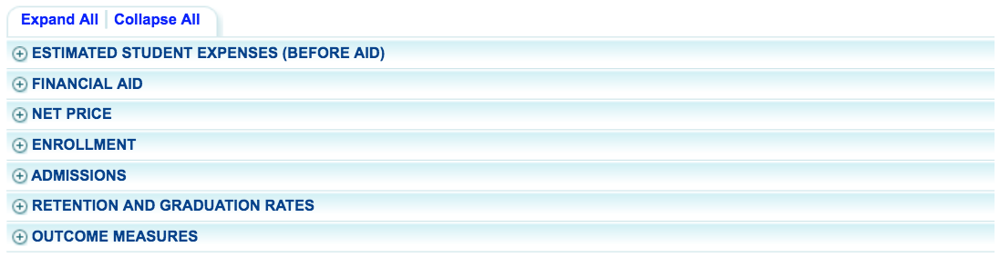 Expand All | Collapse All
ESTIMATED STUDENT EXPENSES (BEFORE AID)
FINANCIAL AID
NET PRICE
ENROLLMENT
ADMISSIONS
RETENTION AND GRADUATION RATES
OUTCOME MEASURES